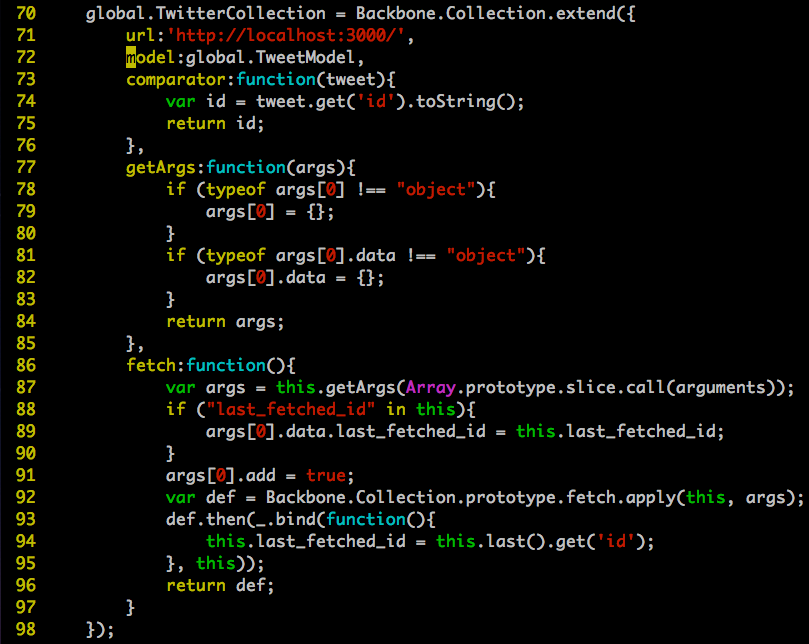 70     global.TwitterCollection = Backbone.Collection.extend({
71         url:'http://localhost:3000/',
72         model:global.TweetModel,
73         comparator:function(tweet){
74             var id = tweet.get('id').toString();
75             return id;
76         },
77         getArgs:function(args){
78             if (typeof args[0] !== "object"){
79                 args[0] = {};
80             }
81             if (typeof args[0].data !== "object"){
82                 args[0].data = {};
83             }
84             return args;
85         },
86         fetch:function(){
87             var args = this.getArgs(Array.prototype.slice.call(arguments));
88             if ("last_fetched_id" in this){
89                 args[0].data.last_fetched_id = this.last_fetched_id;
90             }
91             args[0].add = true;
92             var def = Backbone.Collection.prototype.fetch.apply(this, args);
93             def.then(_.bind(function(){
94                 this.last_fetched_id = this.last().get('id');
95             }, this));
96             return def;
97         }
98     });